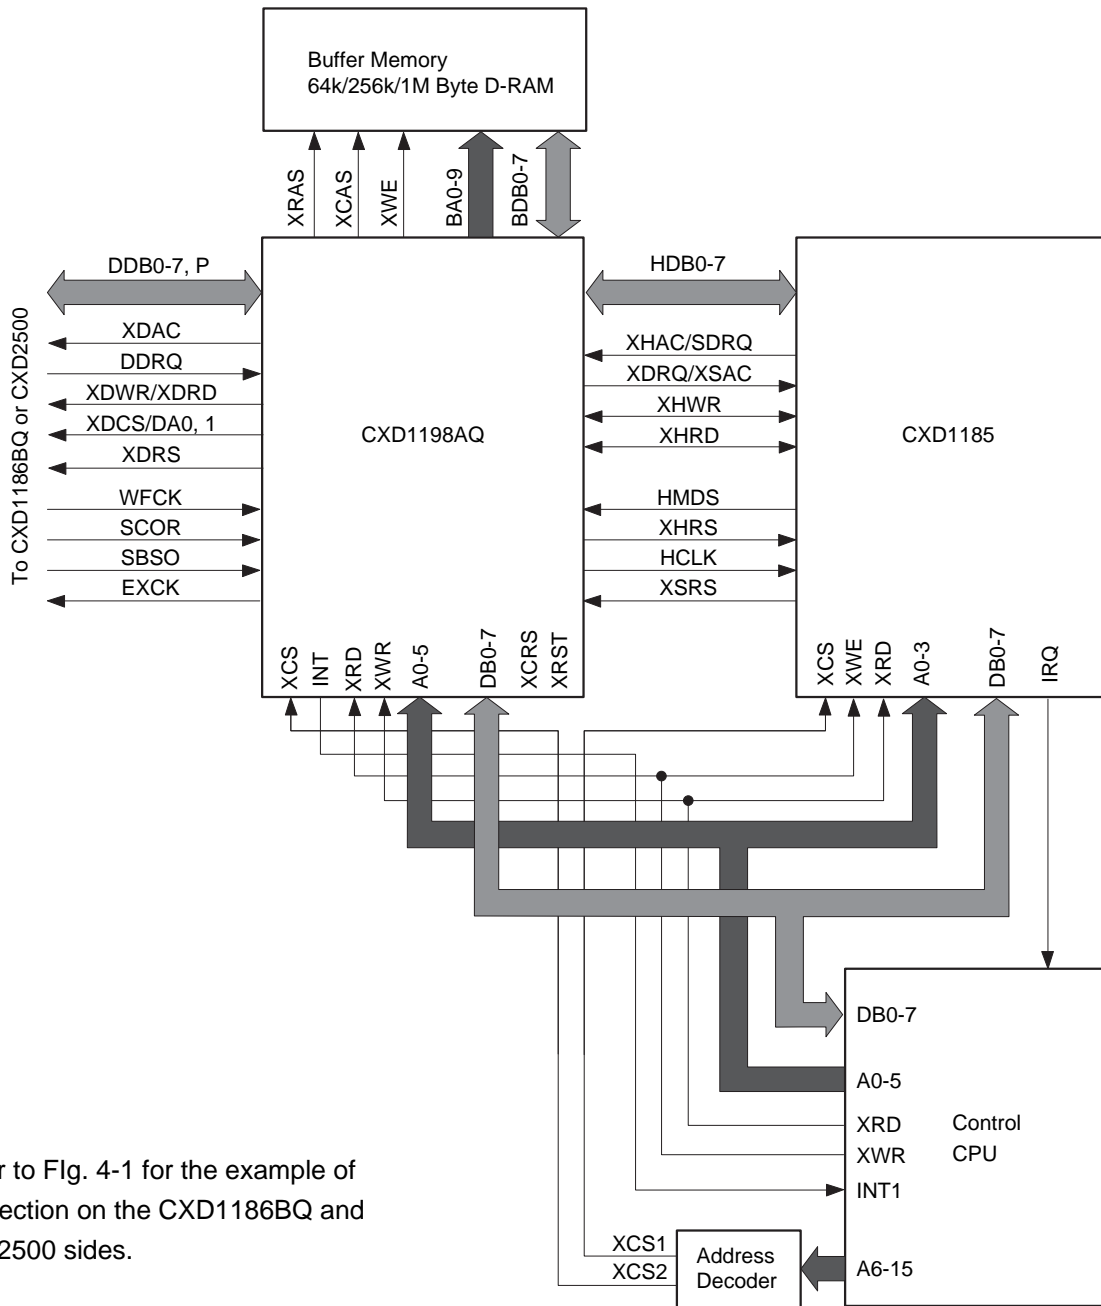 Buffer Memory
64k/256k/1M Byte D-RAM
XRAS
XCAS
XWE
BA0-9
BDB0-7
To CXD1186BQ or CXD2500
DDB0-7, P
XDAC
DDRQ
XDWR/XDRD
XDCS/DA0, 1
XDRS
WFCK
SCOR
SBSO
EXCK
CXD1198AQ
HDB0-7
XHAC/SDRQ
XDRQ/XSAC
XHWR
XHRD
HMDS
XHRS
HCLK
XSRS
CXD1185
XCS
INT
XRD
XWR
A0-5
DB0-7
XCRS
XRST
XCS
XWE
XRD
A0-3
DB0-7
IRQ
DB0-7
A0-5
XRD
XWR
INT1
A6-15
Control
CPU
XCS1
XCS2
Address
Decoder
r to FIg. 4-1 for the example of
ection on the CXD1186BQ and
2500 sides.